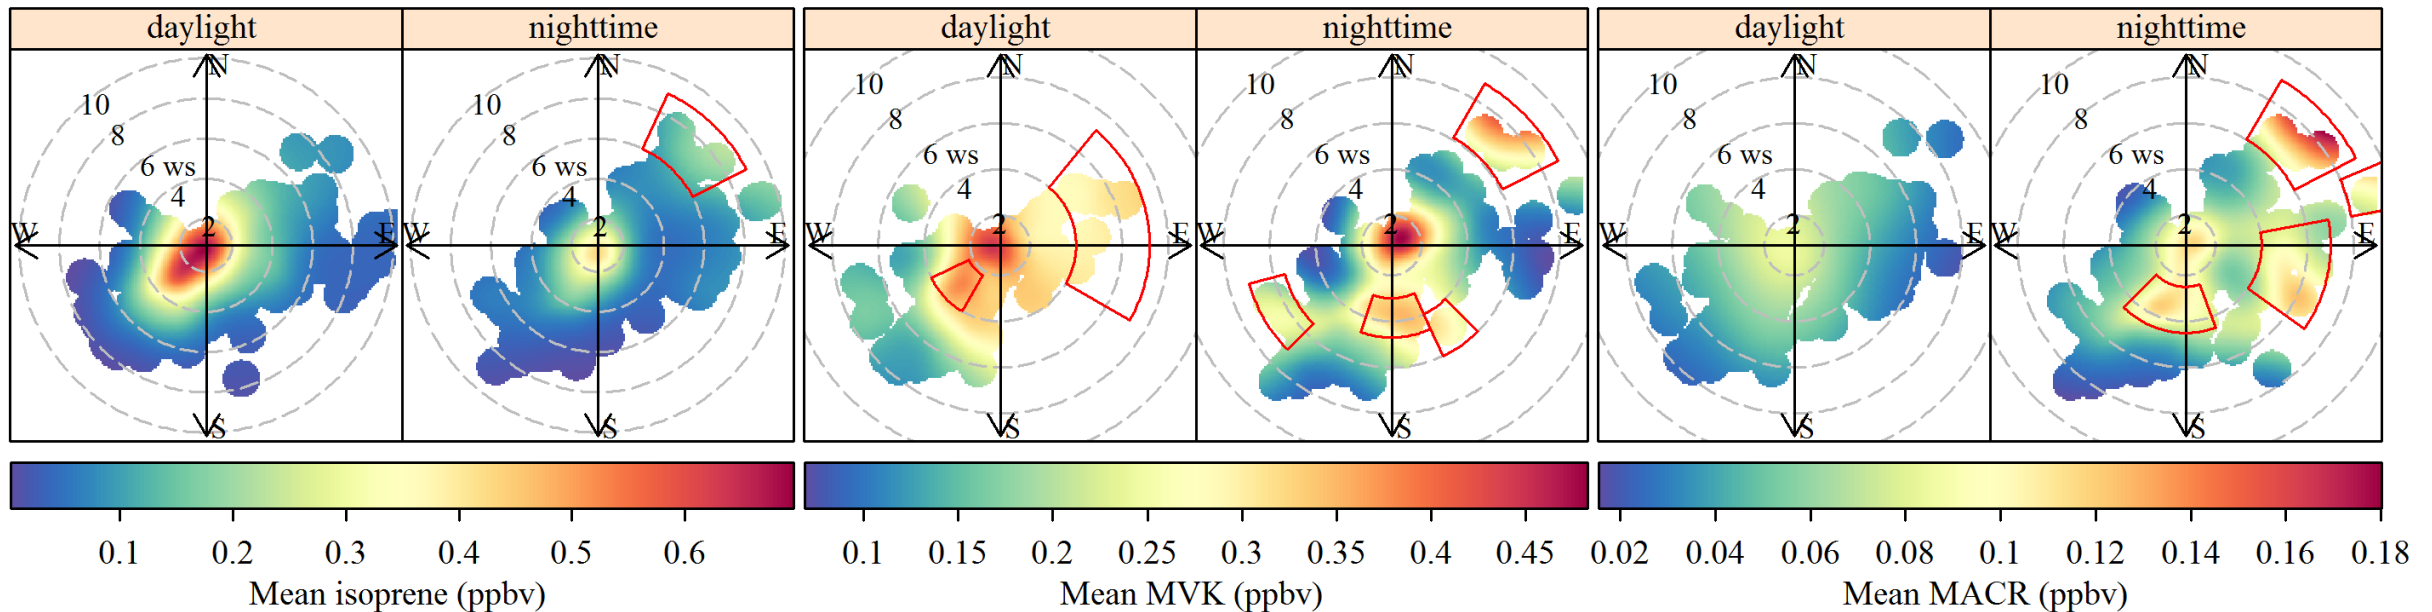 daylight
nighttime
daylight
nighttime
daylight
nighttime
N
10
8
6 ws
4
2
W
E
S
N
10
8
6 ws
4
2
W
E
S
N
10
8
6 ws
4
2
W
E
S
N
10
8
6 ws
4
2
W
E
S
N
10
8
6 ws
4
2
W
E
S
N
10
8
6 ws
4
2
W
E
S
0.1 0.2 0.3 0.4 0.5 0.6
Mean isoprene (ppbv)
0.1 0.15 0.2 0.25 0.3 0.35 0.4 0.45
Mean MVK (ppbv)
0.02 0.04 0.06 0.08 0.1 0.12 0.14 0.16 0.18
Mean MACR (ppbv)